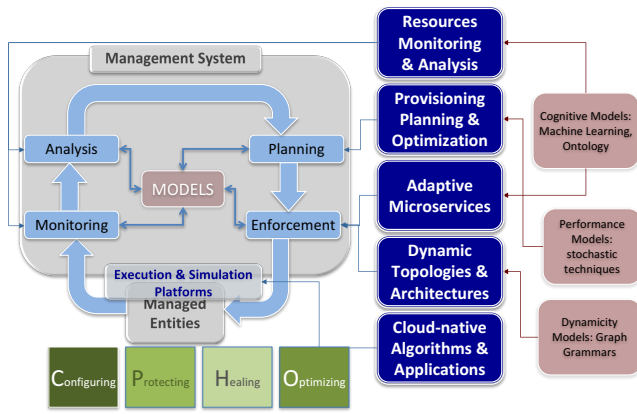 Management System
Analysis
Planning
MODELS
Monitoring
Enforcement
Execution & Simulation
Platforms
Managed
Entities
Configuring
Protecting
Healing
Optimizing
Resources
Monitoring
& Analysis
Provisioning
Planning &
Optimization
Adaptive
Microservices
Dynamic
Topologies &
Architectures
Cloud-native
Algorithms &
Applications
Cognitive Models:
Machine Learning,
Ontology
Performance
Models:
stochastic
techniques
Dynamicity
Models: Graph
Grammars